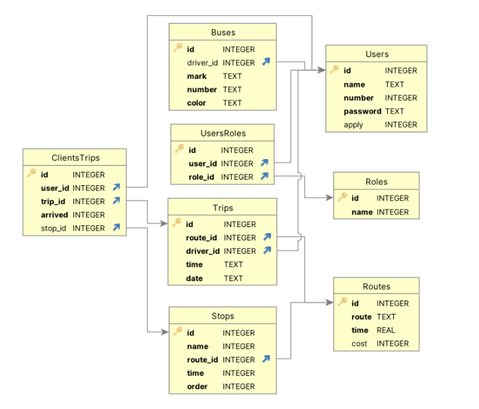 Buses
id INTEGER
driver_id INTEGER
mark TEXT
number TEXT
color TEXT
Users
id INTEGER
name TEXT
number INTEGER
password TEXT
apply INTEGER
UsersRoles
id INTEGER
user_id INTEGER
role_id INTEGER
ClientsTrips
id INTEGER
user_id INTEGER
trip_id INTEGER
arrived INTEGER
stop_id INTEGER
Roles
id INTEGER
name INTEGER
Trips
id INTEGER
route_id INTEGER
driver_id INTEGER
time TEXT
date TEXT
Routes
id INTEGER
route TEXT
time REAL
cost INTEGER
Stops
id INTEGER
name INTEGER
route_id INTEGER
time INTEGER
order INTEGER